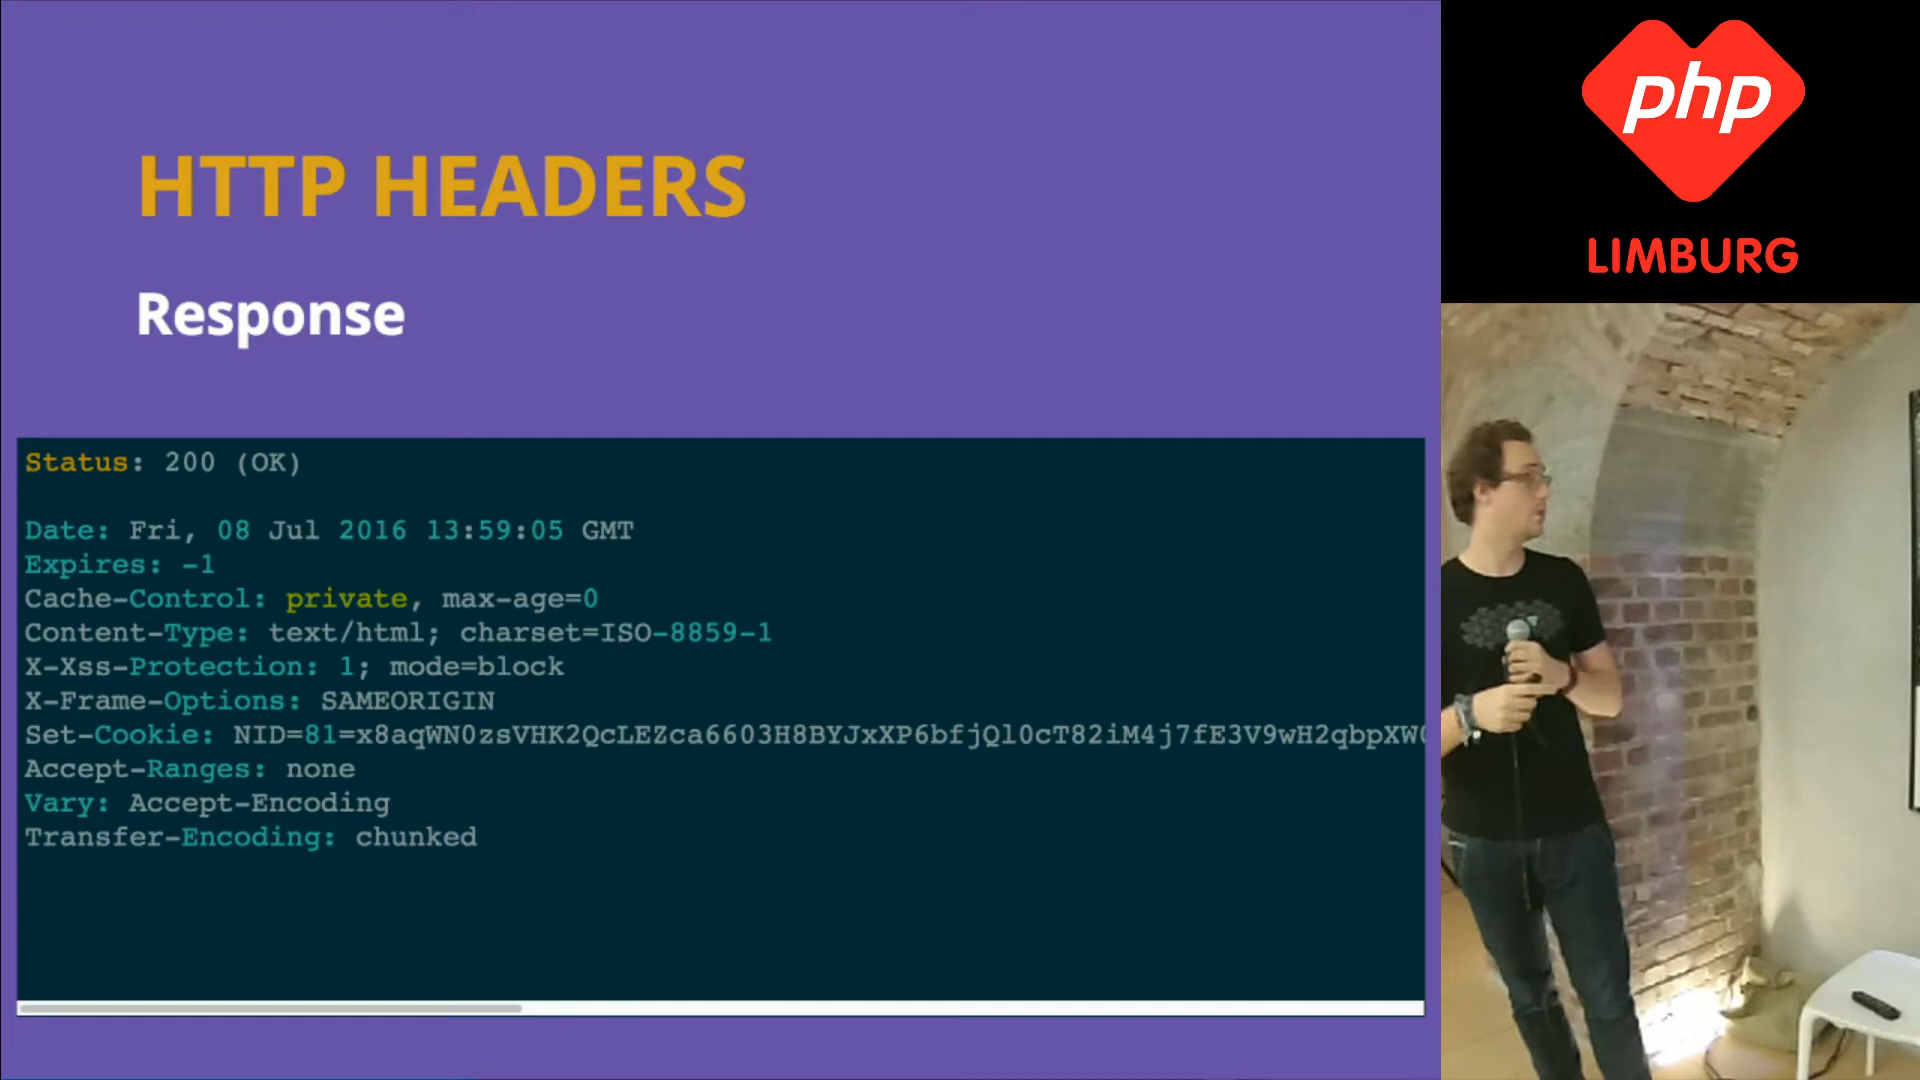 HTTP HEADERS
Response
Status: 200 (OK)
Date: Fri, 08 Jul 2016 13:59:05 GMT
Expires: -1
Cache-Control: private, max-age=0
Content-Type: text/html; charset=ISO-8859-1
X-Xss-Protection: 1; mode=block
X-Frame-Options: SAMEORIGIN
Set-Cookie: NID=81=x8aqWN0zsVHK2QcLEZca6603H8BYJxXP6bfjQl0cT82iM4j7fE3V9wH2qbpXW
Accept-Ranges: none
Vary: Accept-Encoding
Transfer-Encoding: chunked
php
LIMBURG